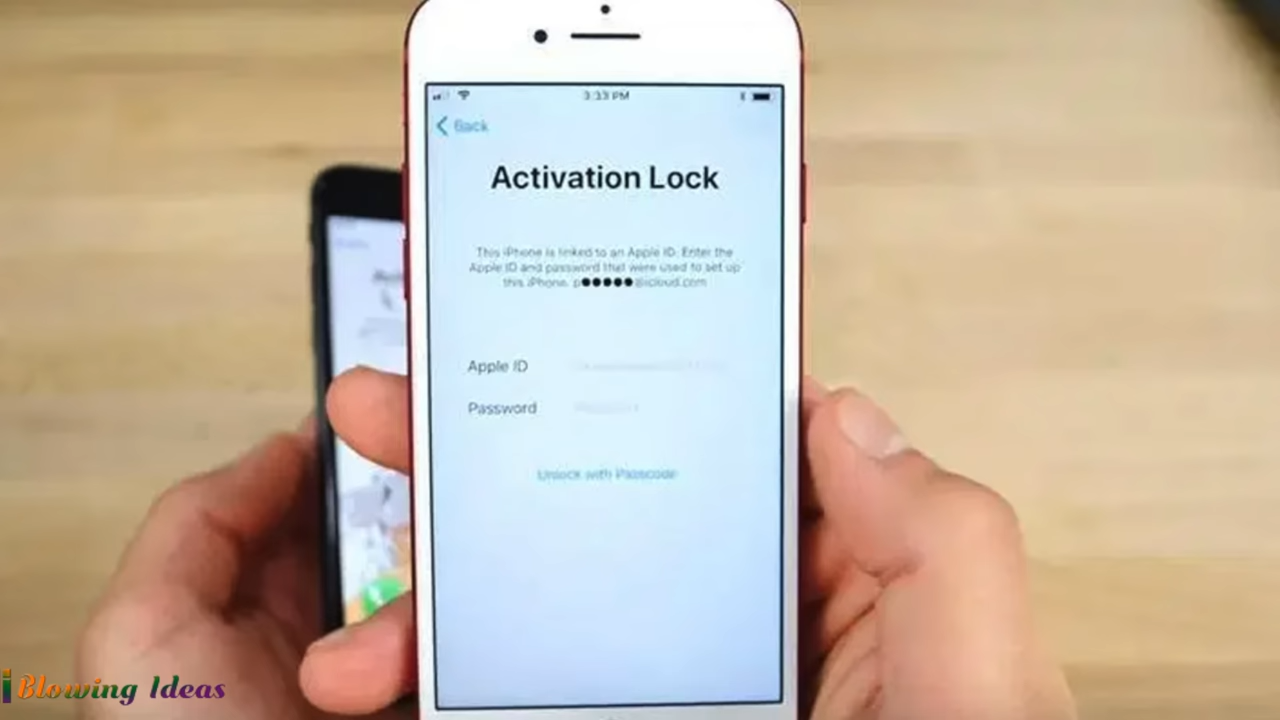 3:33 PM
Back
Activation Lock
This iPhone is linked to an Apple ID. Enter the
Apple ID and password that were used to set up
this iPhone. p●●●●●@icloud.com
Apple ID
Password
Unlock with Passcode
Blowing Ideas